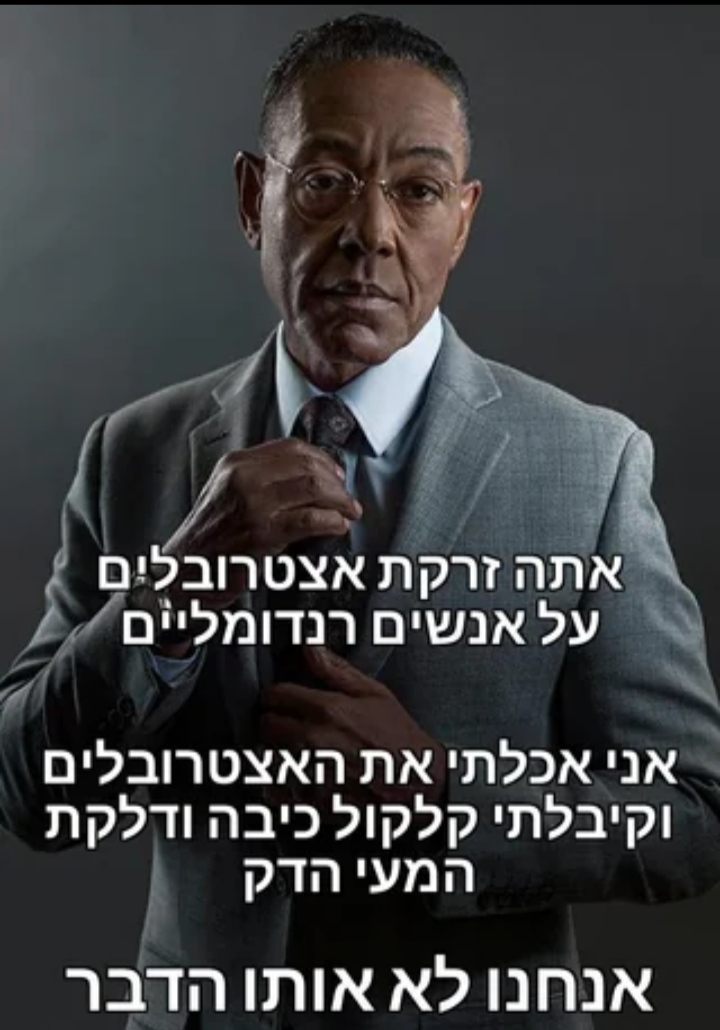 אתה זרקת אצטרובלים
על אנשים רנדומליים
אני אכלתי את האצטרובלים
וקיבלתי קלקול כיבה ודלקת
המעי הדק
אנחנו לא אותו הדבר